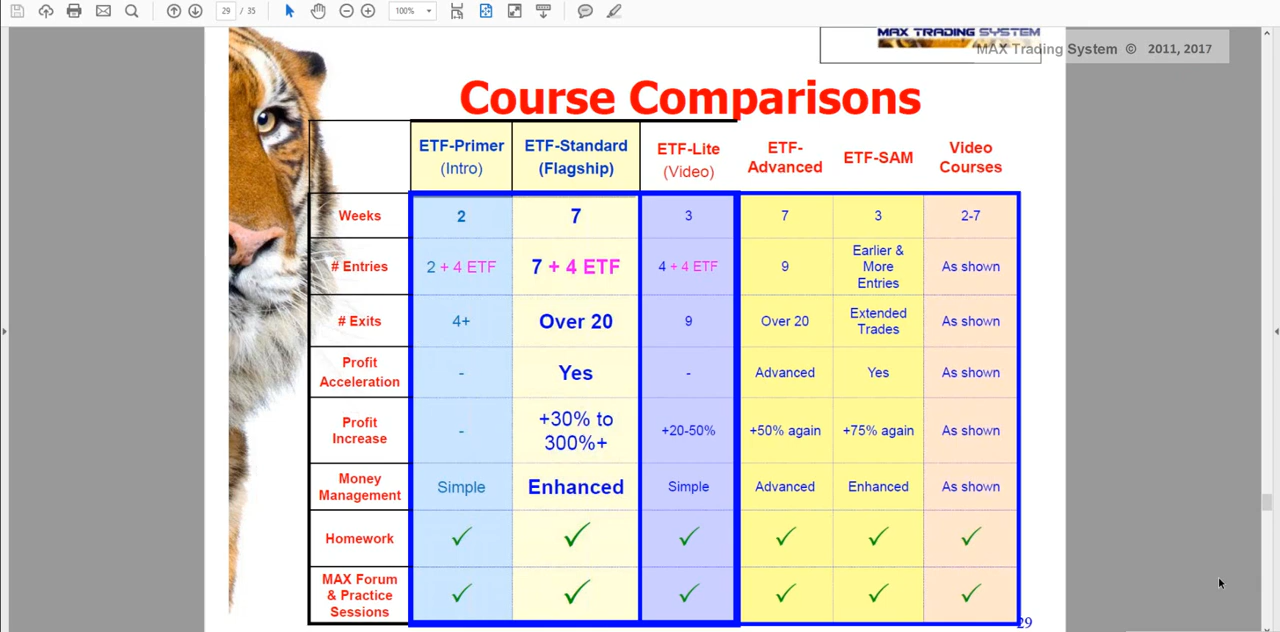 29 / 35
100%
MAX TRADING SYSTEM
MAX Trading System © 2011, 2017
Course Comparisons
ETF-Primer
(Intro)
ETF-Standard
(Flagship)
ETF-Lite
(Video)
ETF-
Advanced
ETF-SAM
Video
Courses
Weeks
2
7
3
7
3
2-7
# Entries
2 + 4 ETF
7 + 4 ETF
4 + 4 ETF
9
Earlier &
More
Entries
As shown
# Exits
4+
Over 20
9
Over 20
Extended
Trades
As shown
Profit
Acceleration
-
Yes
-
Advanced
Yes
As shown
Profit
Increase
-
+30% to
300%+
+20-50%
+50% again
+75% again
As shown
Money
Management
Simple
Enhanced
Simple
Advanced
Enhanced
As shown
Homework
✓
✓
✓
✓
✓
✓
MAX Forum
& Practice
Sessions
✓
✓
✓
✓
✓
✓
29